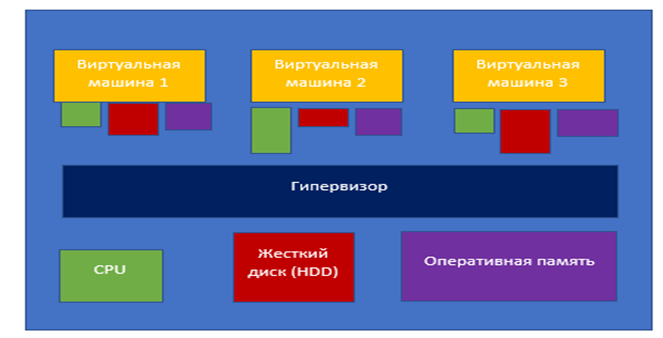 Виртуальная
машина 1
Виртуальная
машина 2
Виртуальная
машина 3
Гипервизор
CPU
Жесткий
диск (HDD)
Оперативная память